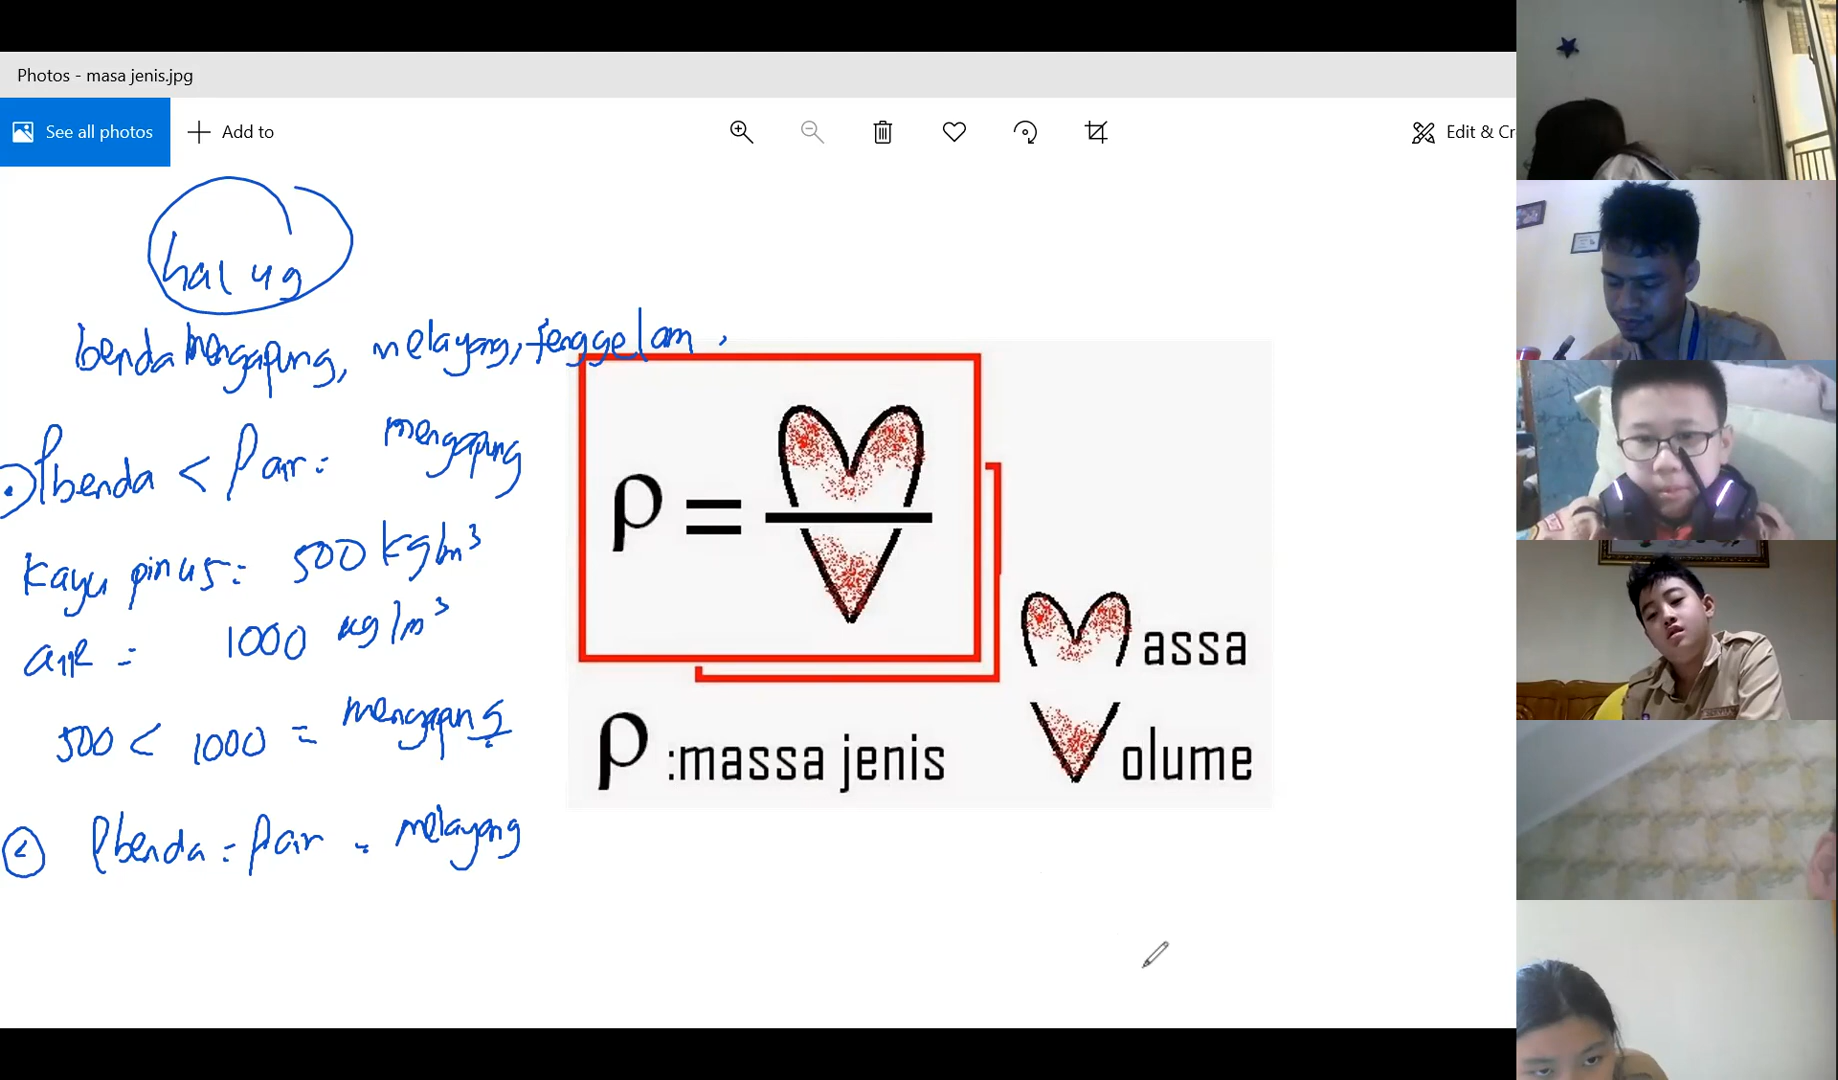 Photos - masa jenis.jpg
See all photos
Add to
Edit & Cr
hal 49
benda mengapung, melayang, tenggelam.
ρbenda < ρair = mengapung
kayu pinus = 500 kg/m³
air = 1000 kg/m³
500 < 1000 = mengapung
2 ρbenda = ρair = melayang
ρ = M
V
Massa
ρ :massa jenis
Volume